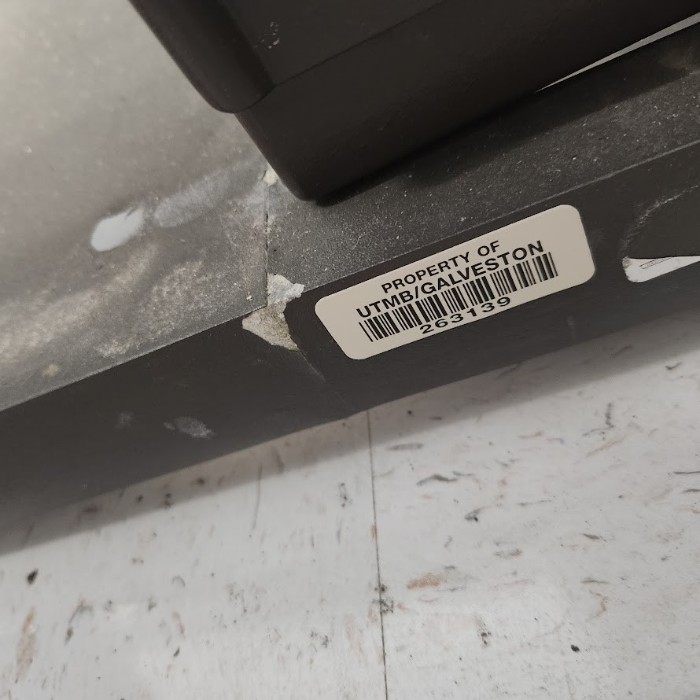 PROPERTY OF
UTMB/GALVESTON
263139